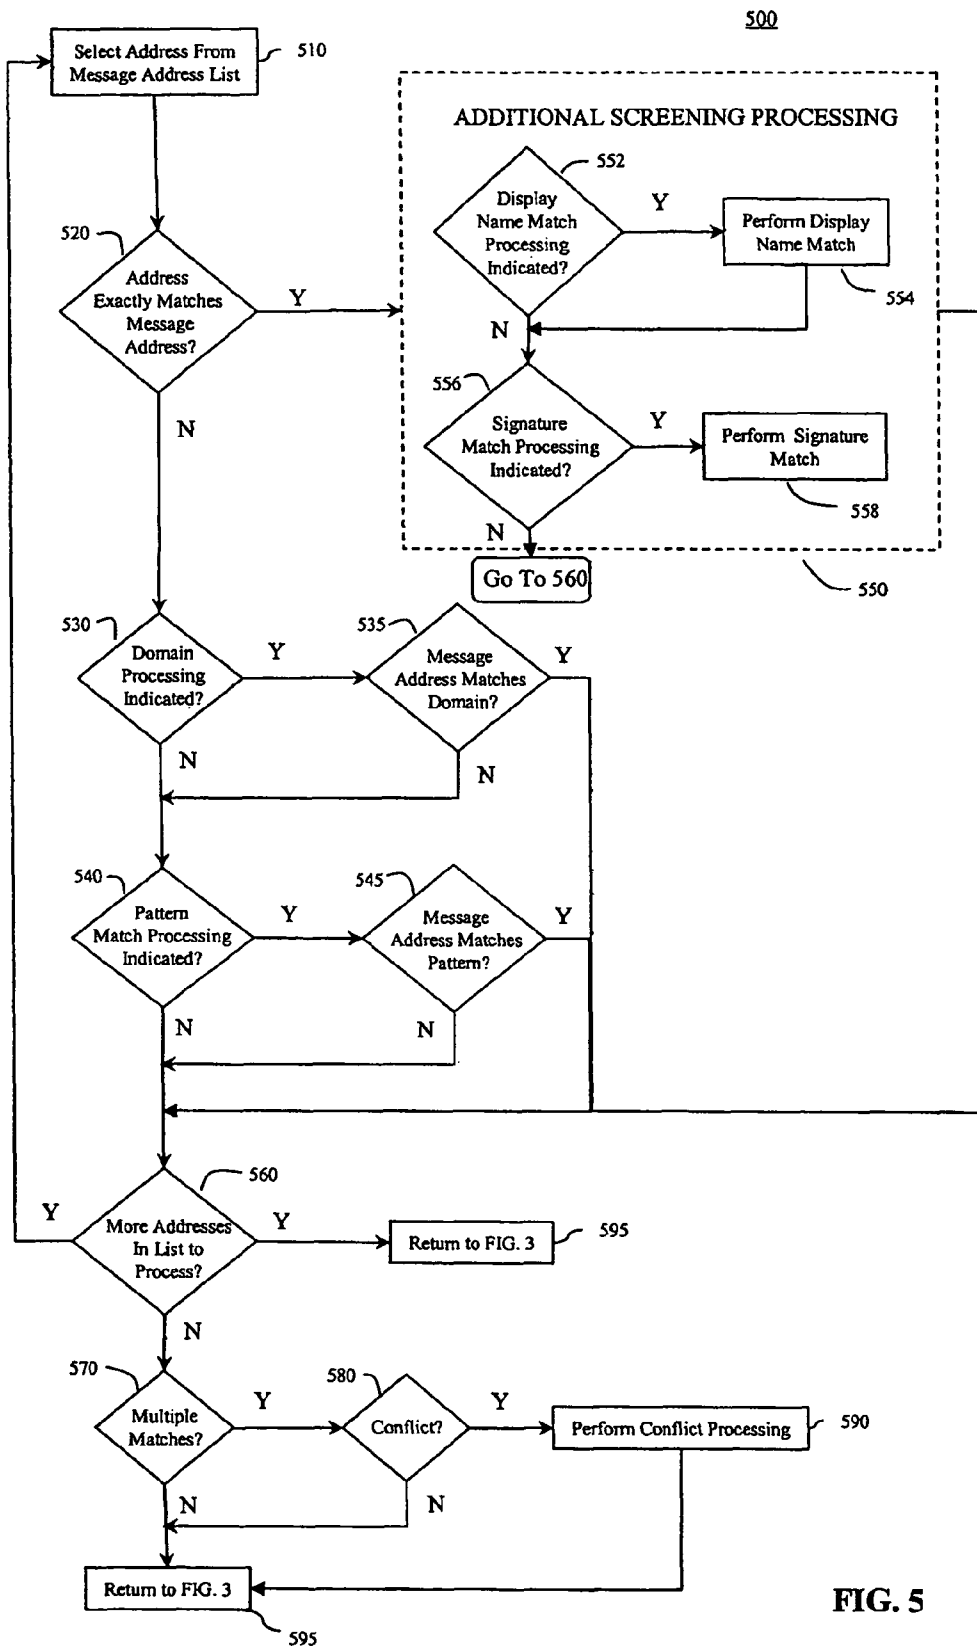 500
Select Address From
Message Address List
510
ADDITIONAL SCREENING PROCESSING
552
Display
Name Match
Processing
Indicated?
Y
Perform Display
Name Match
554
N
520
Address
Exactly Matches
Message
Address?
Y
N
556
Signature
Match Processing
Indicated?
Y
Perform Signature
Match
558
N
Go To 560
550
530
Domain
Processing
Indicated?
Y
535
Message
Address Matches
Domain?
Y
N
N
540
Pattern
Match Processing
Indicated?
Y
545
Message
Address Matches
Pattern?
Y
N
N
560
More Addresses
In List to
Process?
Y
Y
Return to FIG. 3
595
N
570
Multiple
Matches?
Y
580
Conflict?
Y
Perform Conflict Processing
590
N
N
Return to FIG. 3
595
FIG. 5